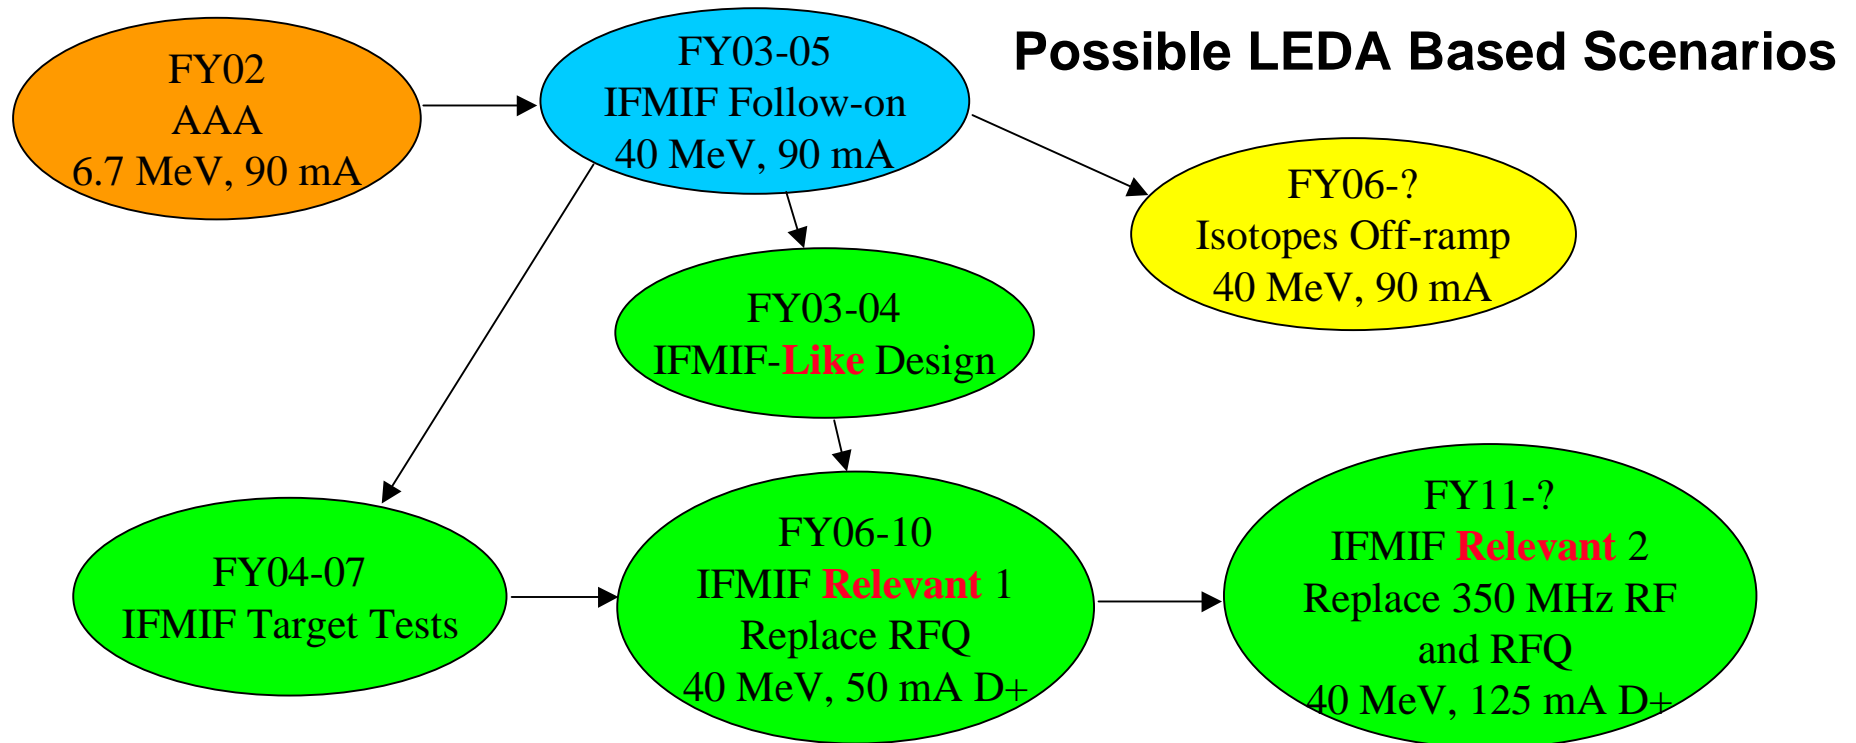 Possible LEDA Based Scenarios
FY02
AAA
6.7 MeV, 90 mA
FY03-05
IFMIF Follow-on
40 MeV, 90 mA
FY06-?
Isotopes Off-ramp
40 MeV, 90 mA
FY03-04
IFMIF-Like Design
FY04-07
IFMIF Target Tests
FY06-10
IFMIF Relevant 1
Replace RFQ
40 MeV, 50 mA D+
FY11-?
IFMIF Relevant 2
Replace 350 MHz RF
and RFQ
40 MeV, 125 mA D+